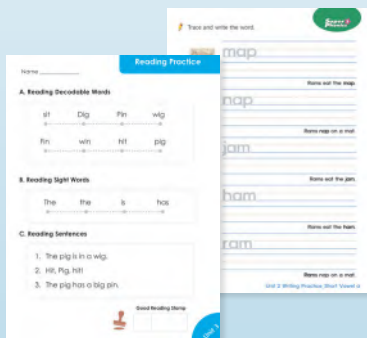 Reading Practice
Name
A. Reading Decodable Words
sit Dig Pin wig
fin win hit pig
B. Reading Sight Words
The the is has
C. Reading Sentences
1. The pig is in a wig.
2. Hit, Pig, hit!
3. The pig has a big pin.
Good Reading Stamp
Unit 3
Trace and write the word.
map
Rams eat the map.
nap
Rams nap on a mat.
jam
Rams eat the jam.
ham
Rams eat the ham.
ram
Rams nap on a mat.
Unit 2 Writing Practice_Short Vowel a